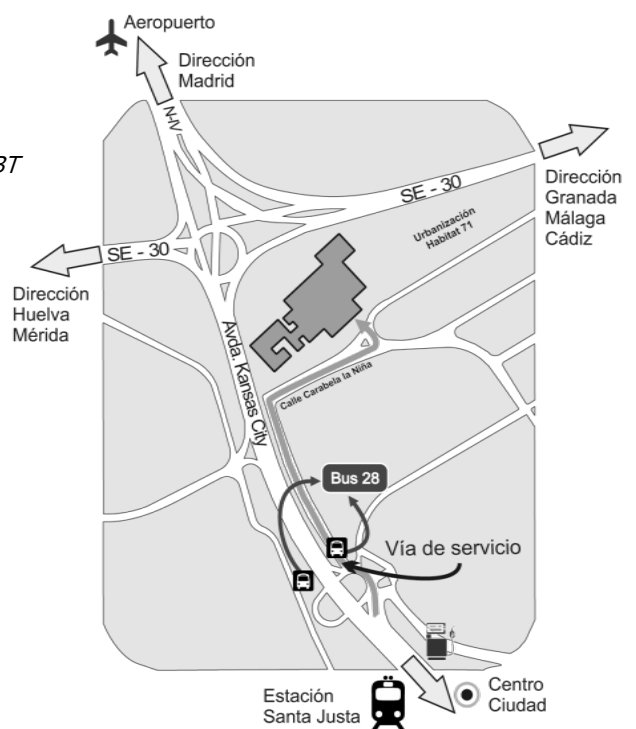 Aeropuerto
Dirección
Madrid
N-IV
BT
SE - 30
Dirección
Granada
Málaga
Cádiz
Urbanización
Habitat 71
SE - 30
Dirección
Huelva
Mérida
Avda. Kansas City
Calle Carabela la Niña
Bus 28
Vía de servicio
Estación
Santa Justa
Centro
Ciudad